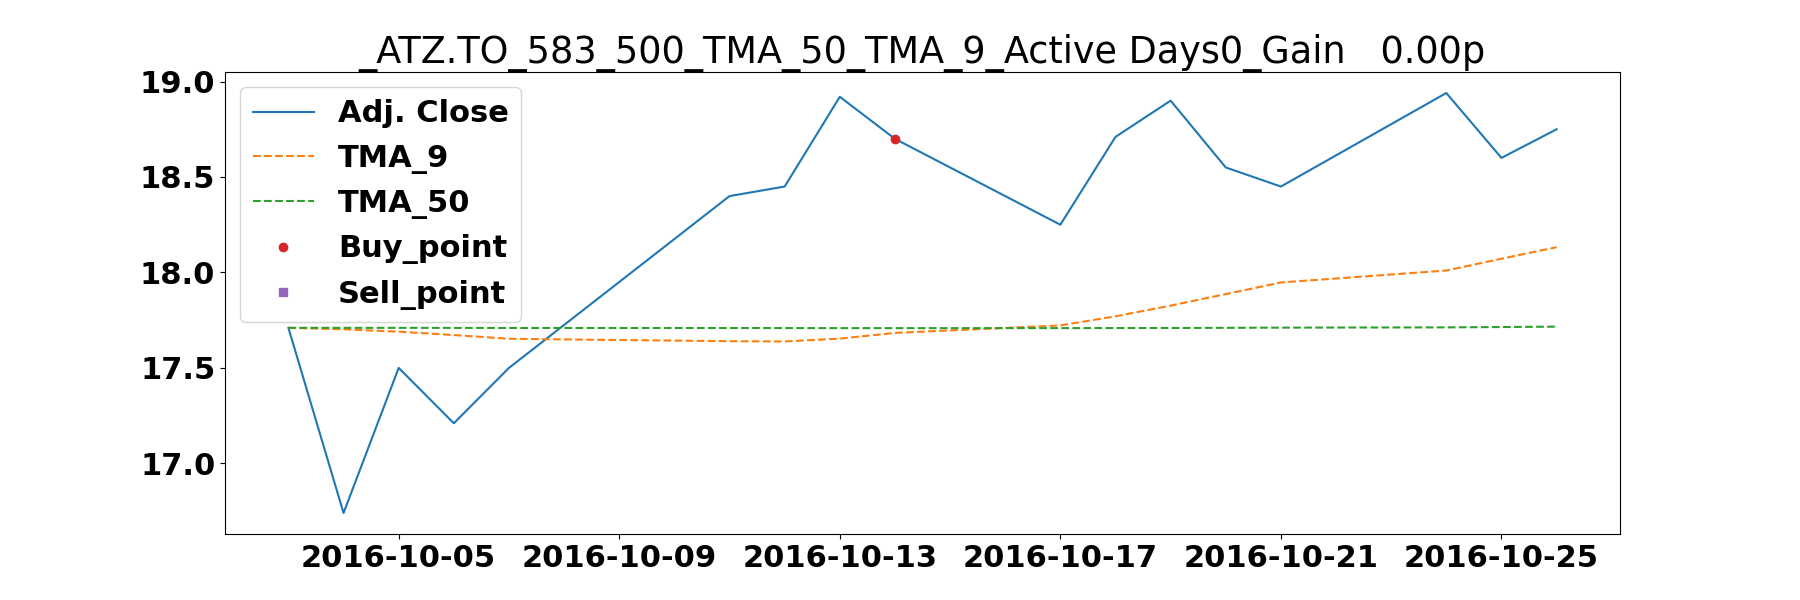 _ATZ.TO_583_500_TMA_50_TMA_9_Active Days0_Gain   0.00p
19.0
18.5
18.0
17.5
17.0
Adj. Close
TMA_9
TMA_50
Buy_point
Sell_point
2016-10-05 2016-10-09 2016-10-13 2016-10-17 2016-10-21 2016-10-25